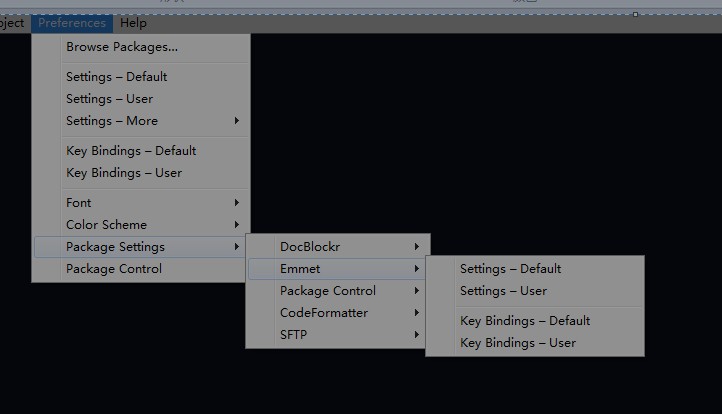 Preferences Help
Browse Packages...
Settings – Default
Settings – User
Settings – More
Key Bindings – Default
Key Bindings – User
Font
Color Scheme
Package Settings
Package Control
DocBlockr
Emmet
Package Control
CodeFormatter
SFTP
Settings – Default
Settings – User
Key Bindings – Default
Key Bindings – User